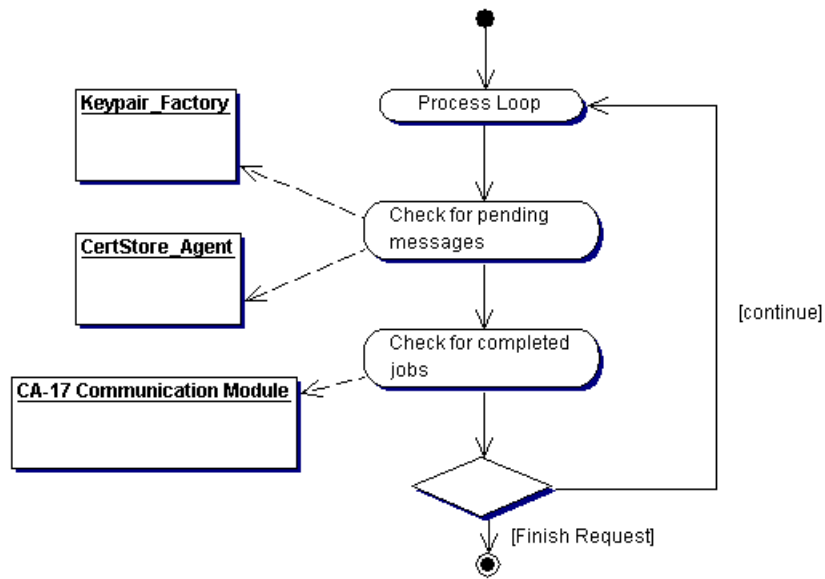 Process Loop
Keypair_Factory
Check for pending
messages
CertStore_Agent
[continue]
Check for completed
jobs
CA-17 Communication Module
[Finish Request]